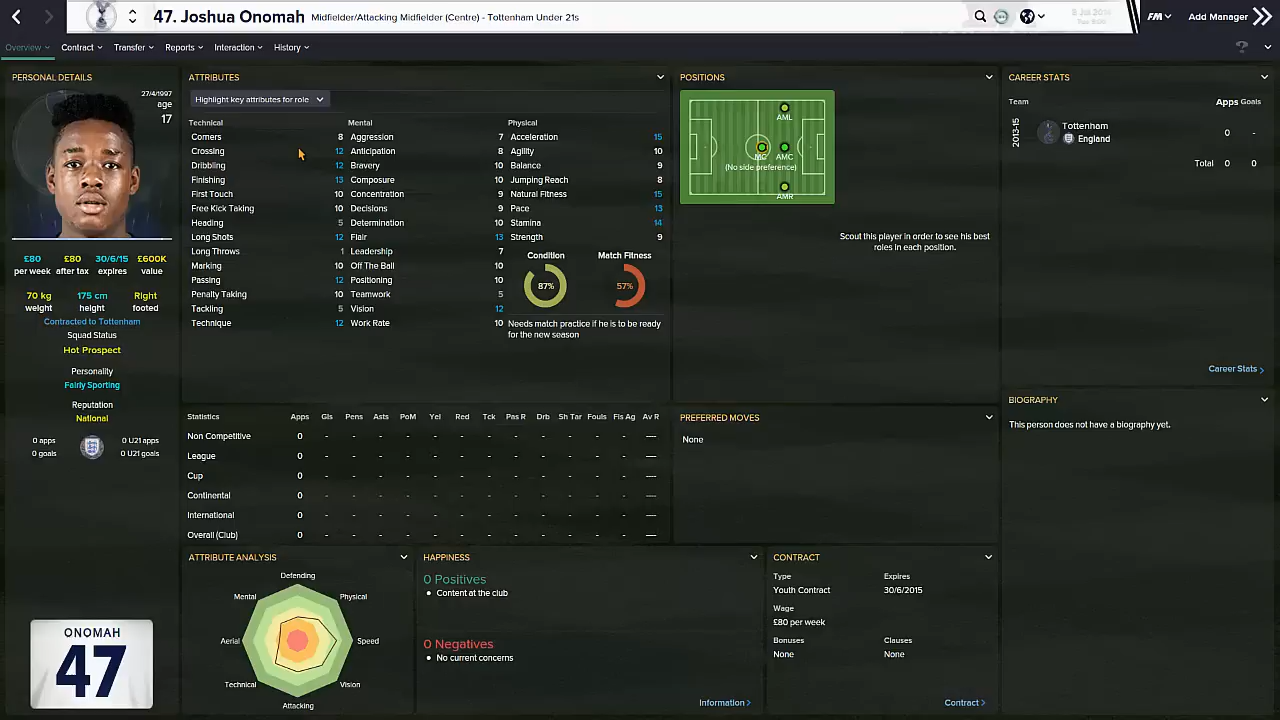 47. Joshua Onomah
Midfielder/Attacking Midfielder (Centre) - Tottenham Under 21s
FM
Add Manager
Overview
Contract
Transfer
Reports
Interaction
History
PERSONAL DETAILS
27/4/1997
age
17
£80
per week
£80
after tax
30/6/15
expires
£600K
value
70 kg
weight
175 cm
height
Right
footed
Contracted to Tottenham
Squad Status
Hot Prospect
Personality
Fairly Sporting
Reputation
National
0 apps
0 goals
0 U21 apps
0 U21 goals
ONOMAH
47
ATTRIBUTES
Highlight key attributes for role
Technical Mental Physical
Corners 8 Aggression 7 Acceleration 15
Crossing 12 Anticipation 8 Agility 10
Dribbling 12 Bravery 10 Balance 9
Finishing 13 Composure 10 Jumping Reach 8
First Touch 10 Concentration 9 Natural Fitness 15
Free Kick Taking 10 Decisions 9 Pace 13
Heading 5 Determination 10 Stamina 14
Long Shots 12 Flair 13 Strength 9
Long Throws 1 Leadership 7
Marking 10 Off The Ball 10
Passing 12 Positioning 10
Penalty Taking 10 Teamwork 5
Tackling 5 Vision 12
Technique 12 Work Rate 10
Condition Match Fitness
87% 57%
Needs match practice if he is to be ready
for the new season
POSITIONS
AML
MC AMC
(No side preference)
AMR
Scout this player in order to see his best
roles in each position.
CAREER STATS
Team Apps Goals
2013-15
Tottenham 0 -
England
Total 0 0
Career Stats
Statistics Apps Gls Pens Asts PoM Yel Red Tck Pas R Drb Sh Tar Fouls Fls Ag Av R
Non Competitive 0 - - - - - - - - - - - - —
League 0 - - - - - - - - - - - - —
Cup 0 - - - - - - - - - - - - —
Continental 0 - - - - - - - - - - - - —
International 0 - - - - - - - - - - - - —
Overall (Club) 0 - - - - - - - - - - - - —
PREFERRED MOVES
None
BIOGRAPHY
This person does not have a biography yet.
ATTRIBUTE ANALYSIS
Defending
Mental Physical
Aerial Speed
Technical Vision
Attacking
HAPPINESS
0 Positives
• Content at the club
0 Negatives
• No current concerns
Information
CONTRACT
Type Expires
Youth Contract 30/6/2015
Wage
£80 per week
Bonuses Clauses
None None
Contract